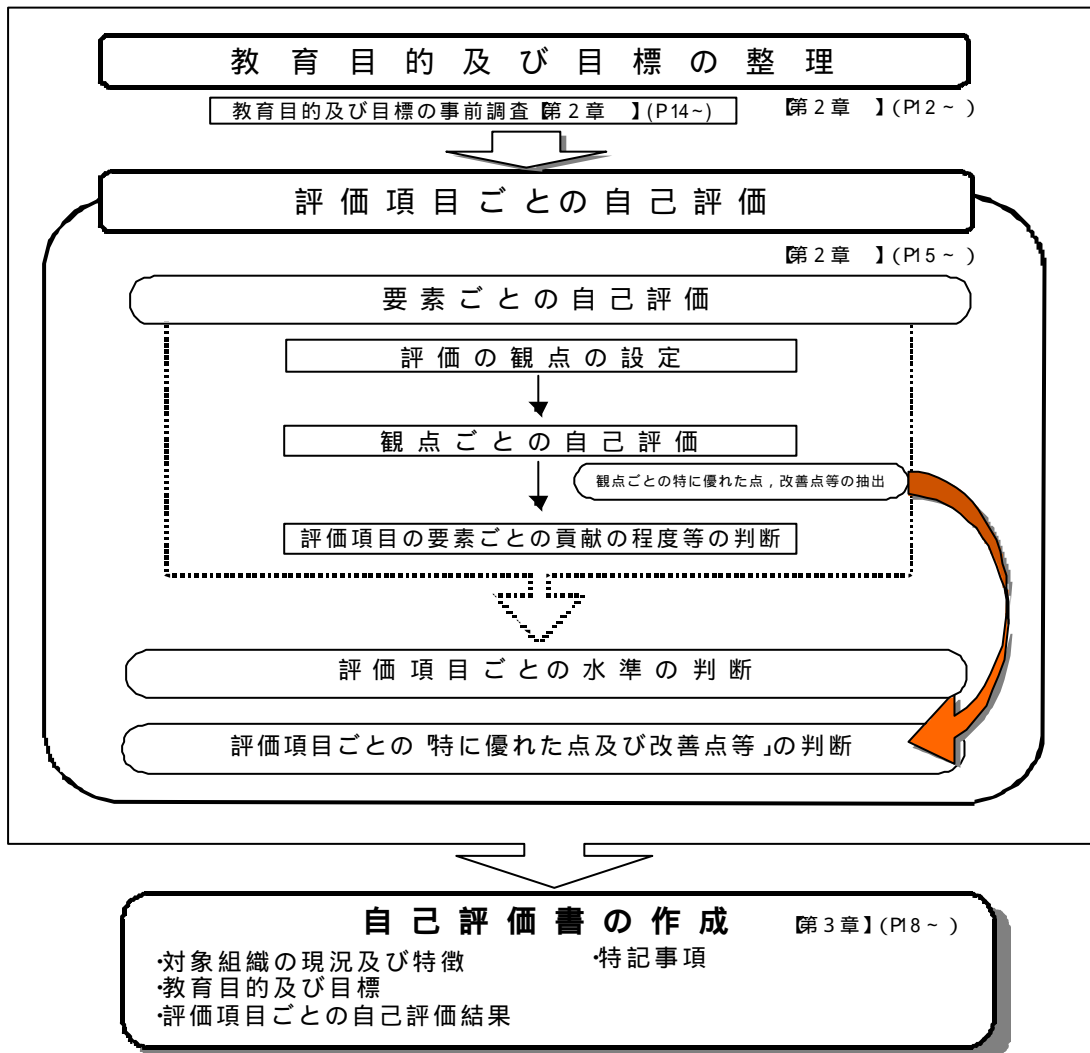 教育目的及び目標の整理
教育目的及び目標の事前調査【第2章　】(P14~)
【第2章　】(P12~ )
評価項目ごとの自己評価
【第2章　】(P15~ )
要素ごとの自己評価
評価の観点の設定
観点ごとの自己評価
観点ごとの特に優れた点，改善点等の抽出
評価項目の要素ごとの貢献の程度等の判断
評価項目ごとの水準の判断
評価項目ごとの「特に優れた点及び改善点等」の判断
自己評価書の作成
【第3章】(P18~ )
・対象組織の現況及び特徴
・特記事項
・教育目的及び目標
・評価項目ごとの自己評価結果